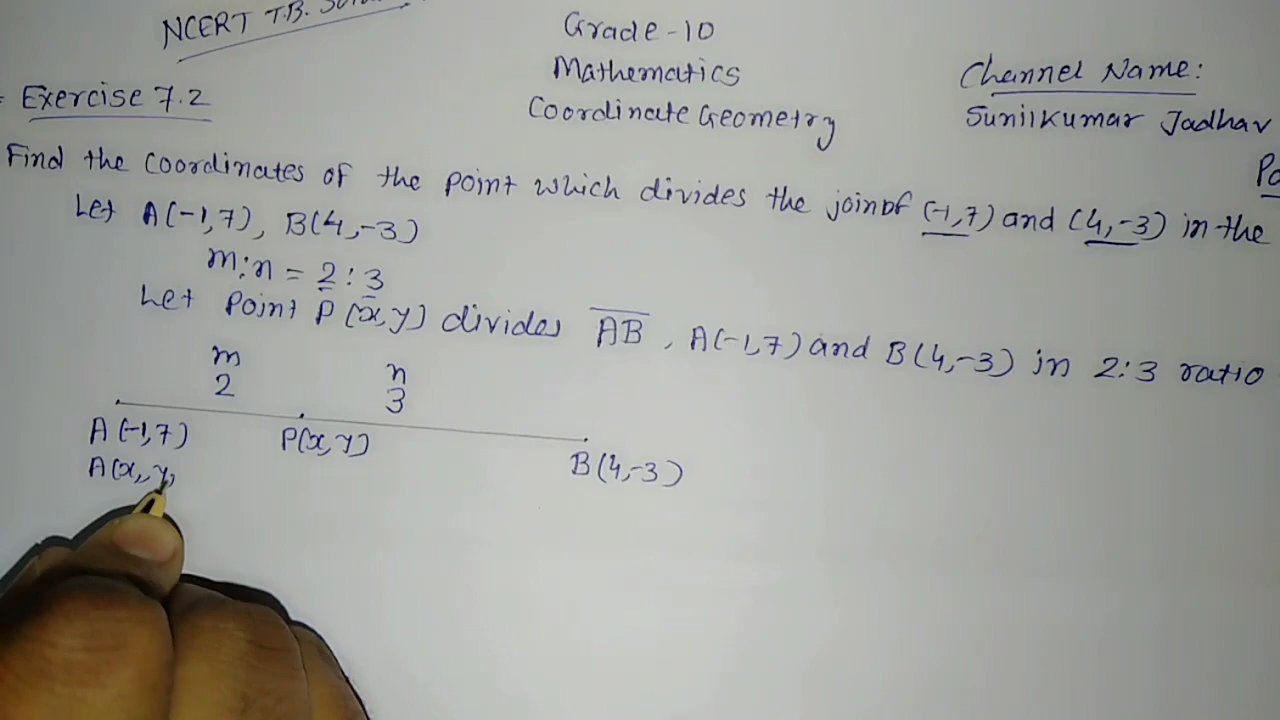 NCERT T.B.
Grade-10
Mathematics
Coordinate Geometry
Channel Name:
Sunilkumar Jadhav
Exercise 7.2
Find the coordinates of the point which divides the join of (-1,7) and (4,-3) in the
Let A(-1,7), B(4,-3)
m:n = 2:3
Let point P(x,y) divides AB, A(-1,7) and B(4,-3) in 2:3 ratio
m n
2 3
A(-1,7) P(x,y) B(4,-3)
A(x₁, y₁